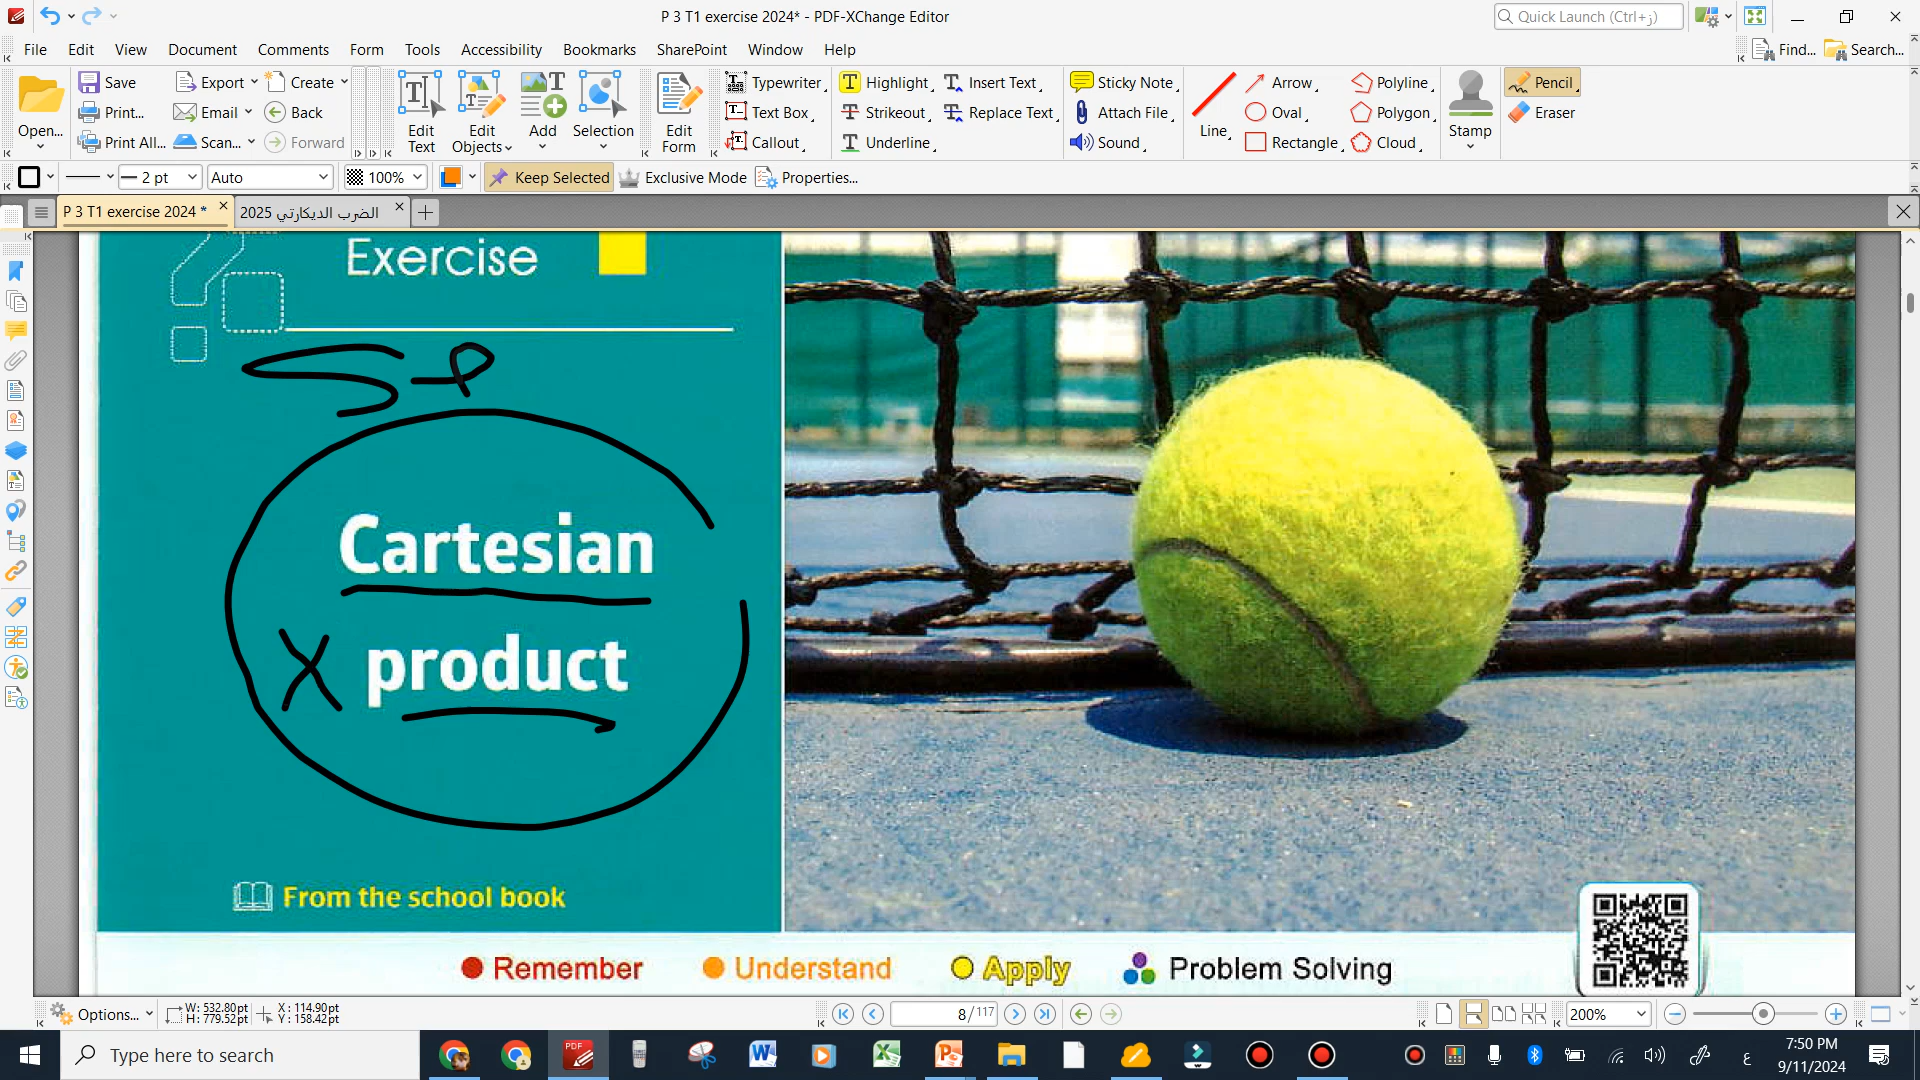 P 3 T1 exercise 2024* - PDF-XChange Editor
Quick Launch (Ctrl+ز)
File Edit View Document Comments Form Tools Accessibility Bookmarks SharePoint Window Help
Find... Search...
Open...
Save
Print...
Print All...
Export
Email
Scan...
Create
Back
Forward
Edit Text
Edit Objects
Add
Selection
Edit Form
Typewriter
Text Box
Callout
Highlight
Strikeout
Underline
Insert Text
Replace Text
Sticky Note
Attach File
Sound
Line
Arrow
Oval
Rectangle
Polyline
Polygon
Cloud
Stamp
Pencil
Eraser
2 pt Auto 100% Keep Selected Exclusive Mode Properties...
P 3 T1 exercise 2024 * الضرب الديكارتي 2025
Exercise
Cartesian
X product
From the school book
Remember Understand Apply Problem Solving
Options... W: 532.80pt H: 779.52pt X : 114.90pt Y : 158.42pt 8 / 117 200%
Type here to search
PDF
ع
7:50 PM
9/11/2024